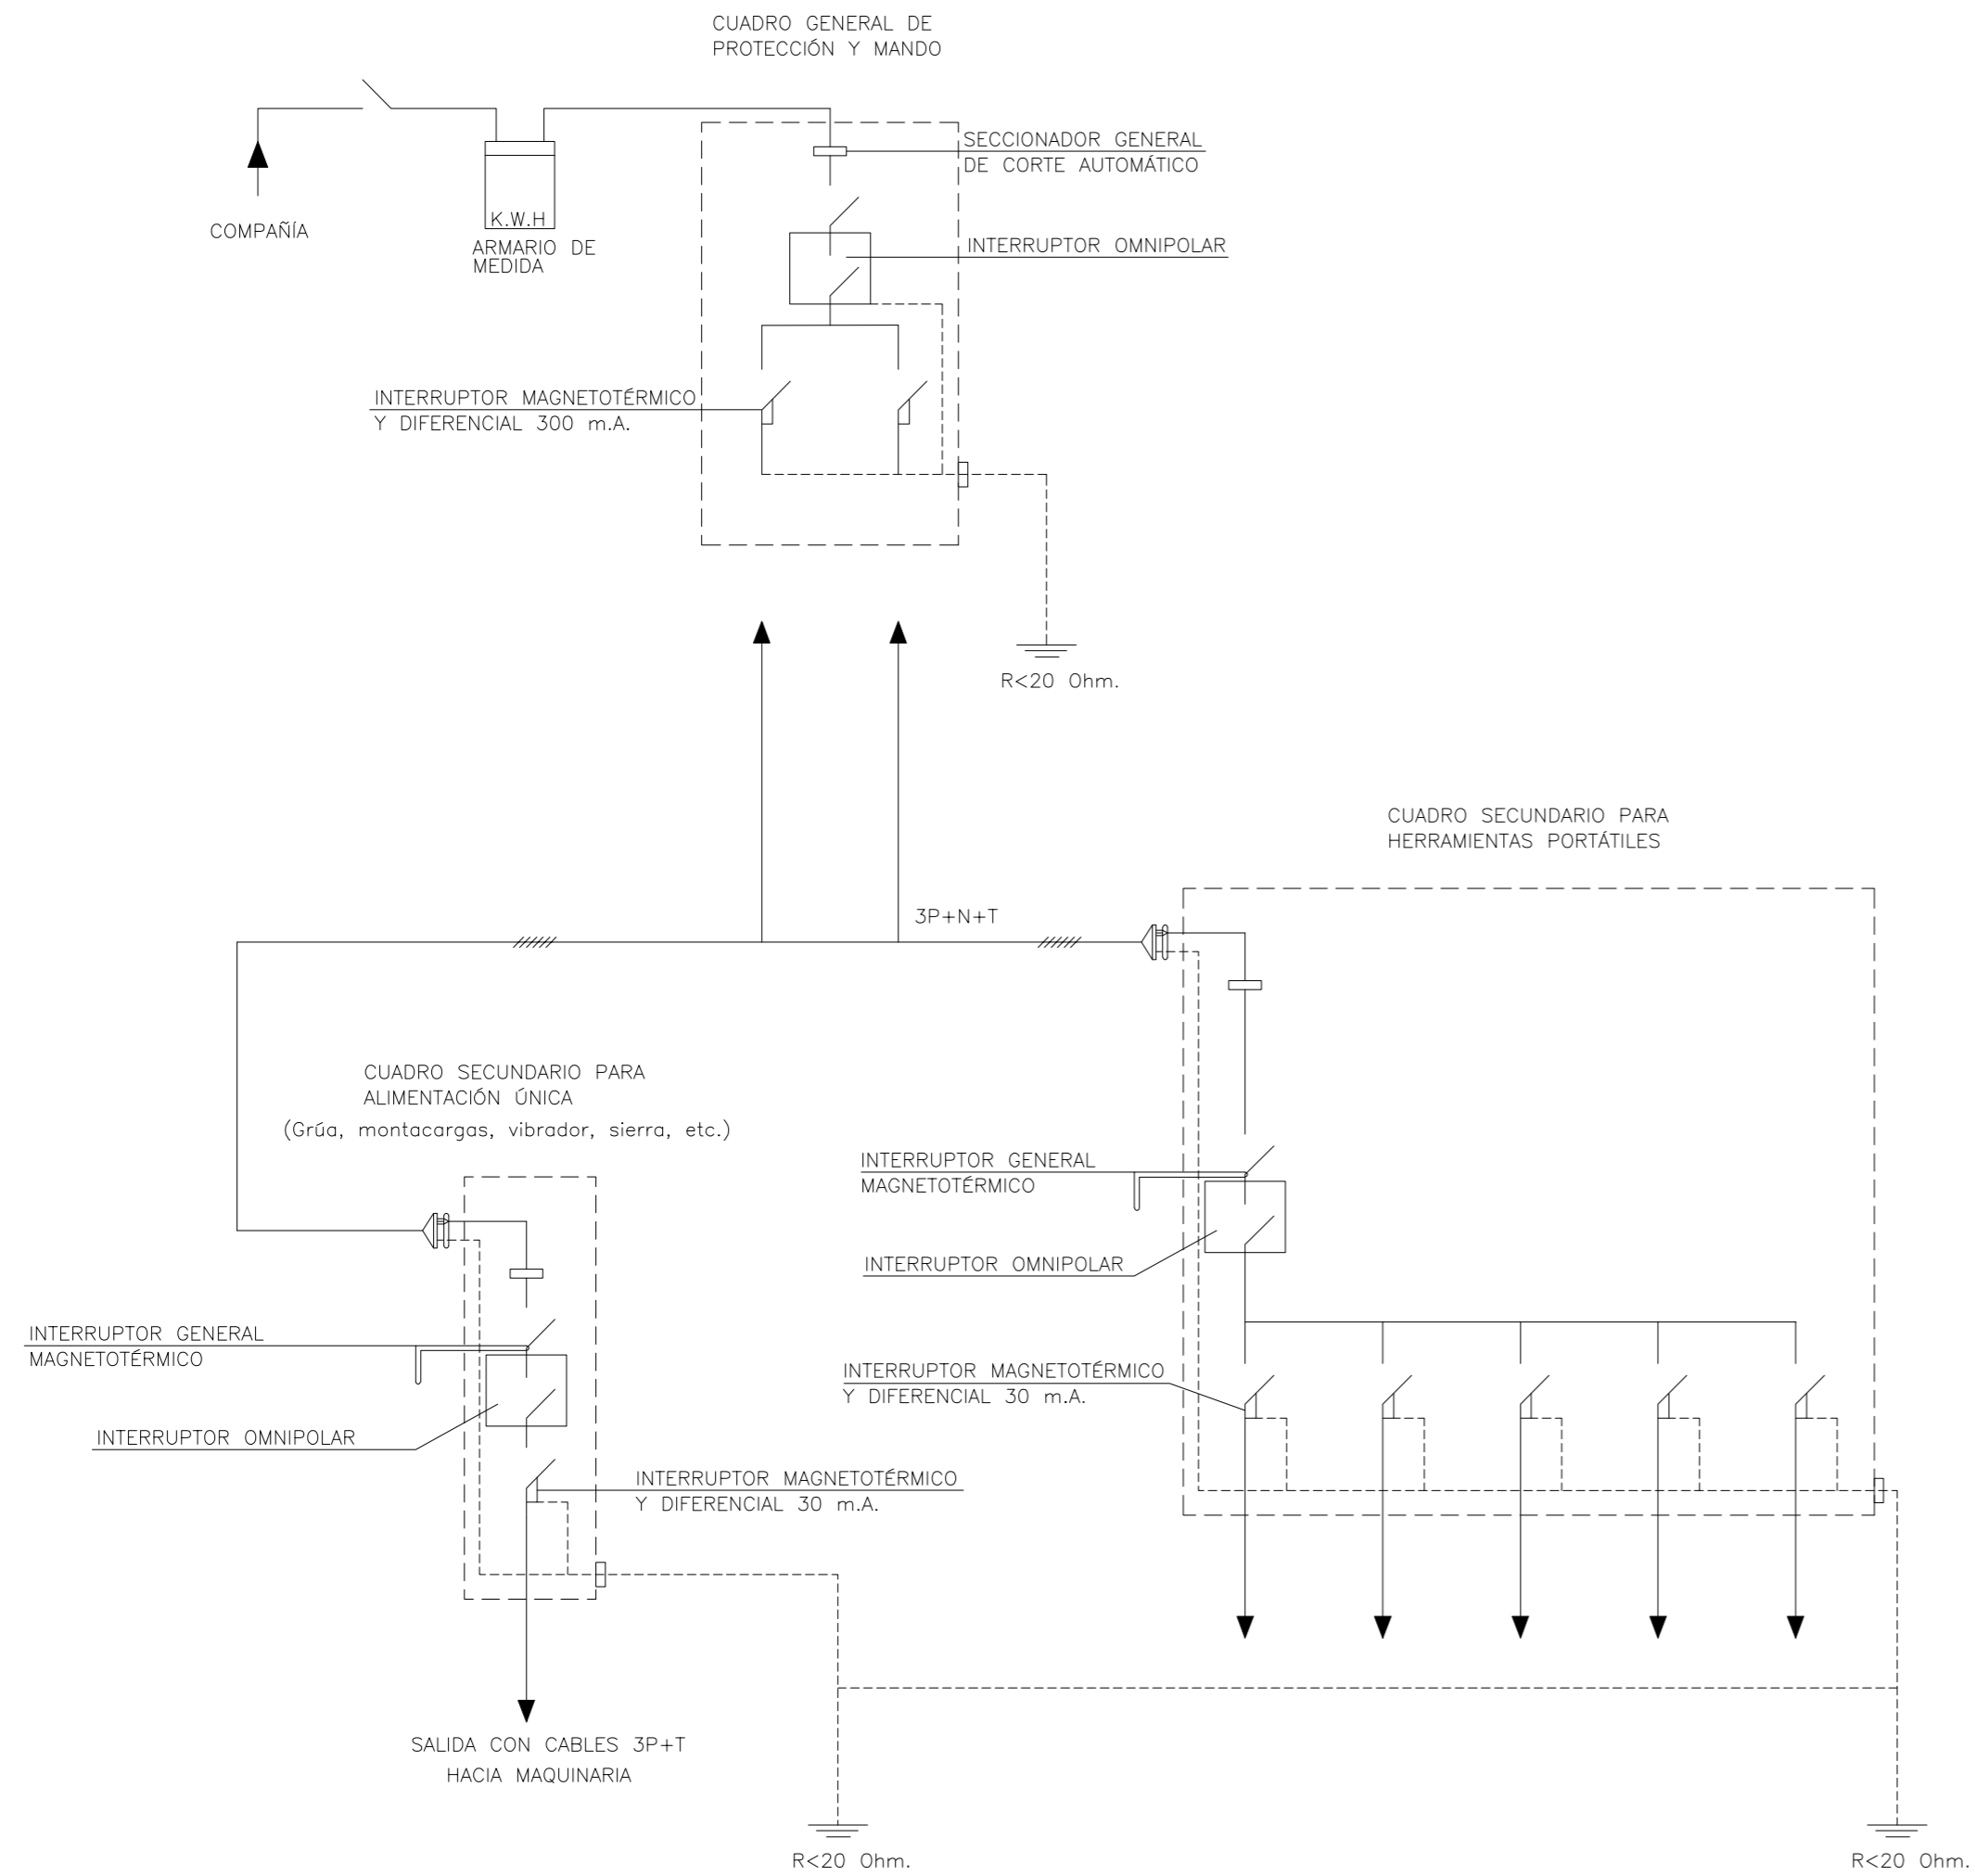 CUADRO GENERAL DE
PROTECCIÓN Y MANDO
SECCIONADOR GENERAL
DE CORTE AUTOMÁTICO
COMPAÑÍA
K.W.H
ARMARIO DE
MEDIDA
INTERRUPTOR OMNIPOLAR
INTERRUPTOR MAGNETOTÉRMICO
Y DIFERENCIAL 300 m.A.
R<20 Ohm.
CUADRO SECUNDARIO PARA
HERRAMIENTAS PORTÁTILES
3P+N+T
CUADRO SECUNDARIO PARA
ALIMENTACIÓN ÚNICA
(Grúa, montacargas, vibrador, sierra, etc.)
INTERRUPTOR GENERAL
MAGNETOTÉRMICO
INTERRUPTOR OMNIPOLAR
INTERRUPTOR GENERAL
MAGNETOTÉRMICO
INTERRUPTOR MAGNETOTÉRMICO
Y DIFERENCIAL 30 m.A.
INTERRUPTOR OMNIPOLAR
INTERRUPTOR MAGNETOTÉRMICO
Y DIFERENCIAL 30 m.A.
SALIDA CON CABLES 3P+T
HACIA MAQUINARIA
R<20 Ohm.
R<20 Ohm.